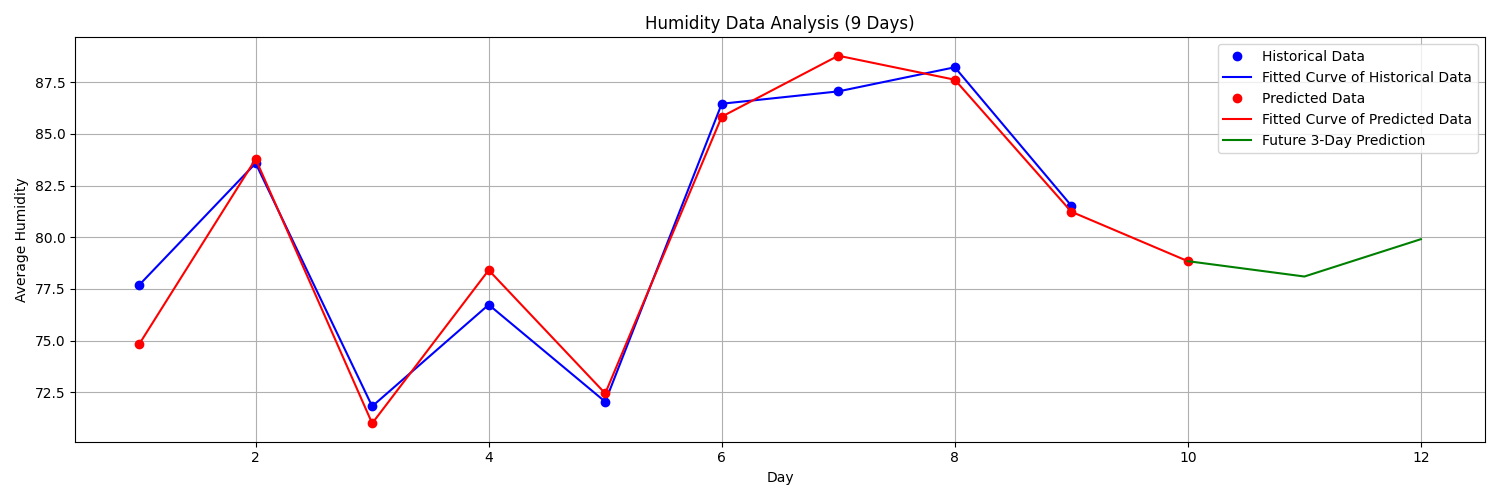 Humidity Data Analysis (9 Days)
Historical Data
Fitted Curve of Historical Data
Predicted Data
Fitted Curve of Predicted Data
Future 3-Day Prediction
Average Humidity
87.5
85.0
82.5
80.0
77.5
75.0
72.5
2 4 6 8 10 12
Day